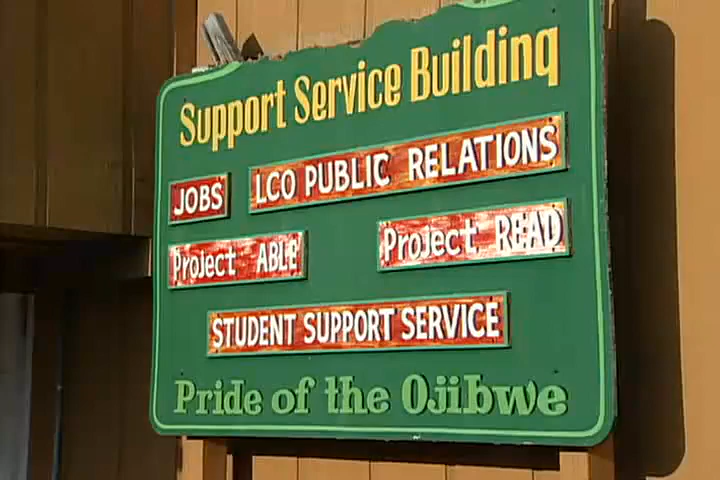 Support Service Building
JOBS LCO PUBLIC RELATIONS
Project ABLE Project READ
STUDENT SUPPORT SERVICE
Pride of the Ojibwe